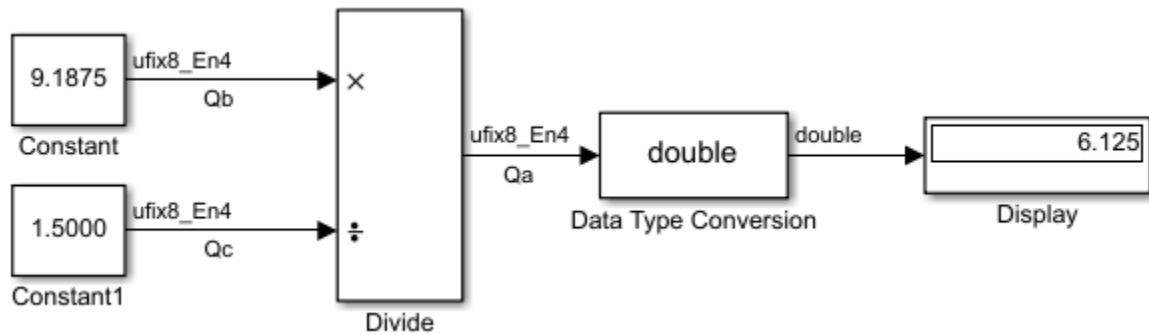 9.1875
ufix8_En4
Qb
Constant
1.5000
ufix8_En4
Qc
Constant1
×
÷
Divide
ufix8_En4
Qa
double
Data Type Conversion
double
6.125
Display